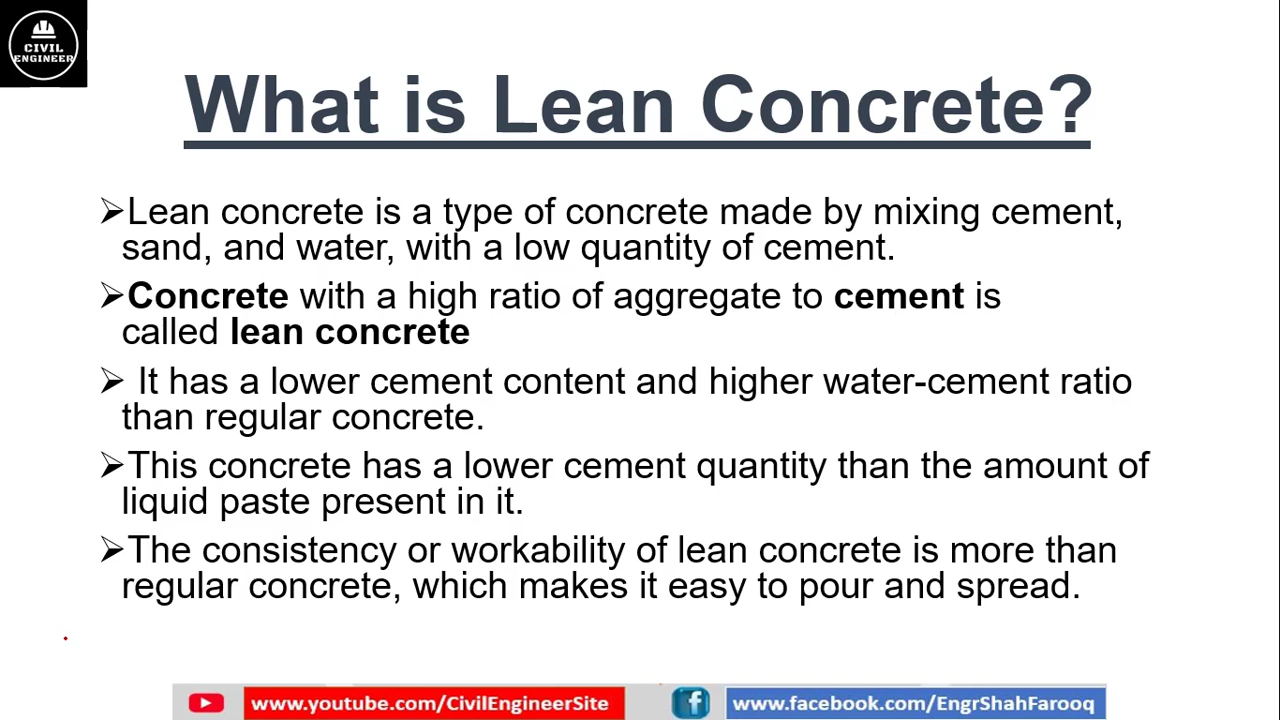 CIVIL
ENGINEER
What is Lean Concrete?
➢Lean concrete is a type of concrete made by mixing cement,
sand, and water, with a low quantity of cement.
➢Concrete with a high ratio of aggregate to cement is
called lean concrete
➢ It has a lower cement content and higher water-cement ratio
than regular concrete.
➢This concrete has a lower cement quantity than the amount of
liquid paste present in it.
➢The consistency or workability of lean concrete is more than
regular concrete, which makes it easy to pour and spread.
www.youtube.com/CivilEngineerSite
www.facebook.com/EngrShahFarooq